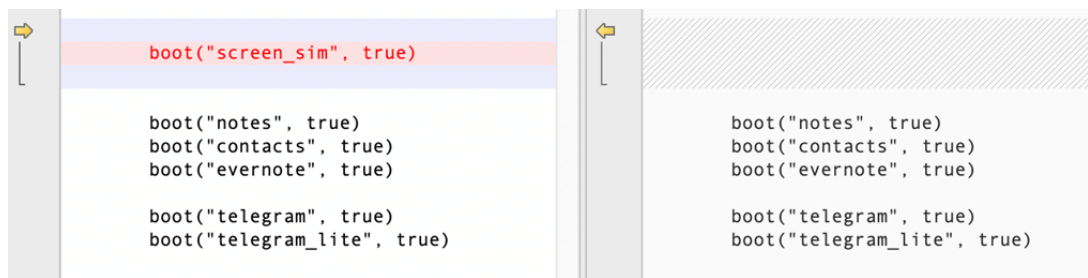 boot("screen_sim", true)
boot("notes", true)
boot("contacts", true)
boot("evernote", true)
boot("telegram", true)
boot("telegram_lite", true)
boot("notes", true)
boot("contacts", true)
boot("evernote", true)
boot("telegram", true)
boot("telegram_lite", true)